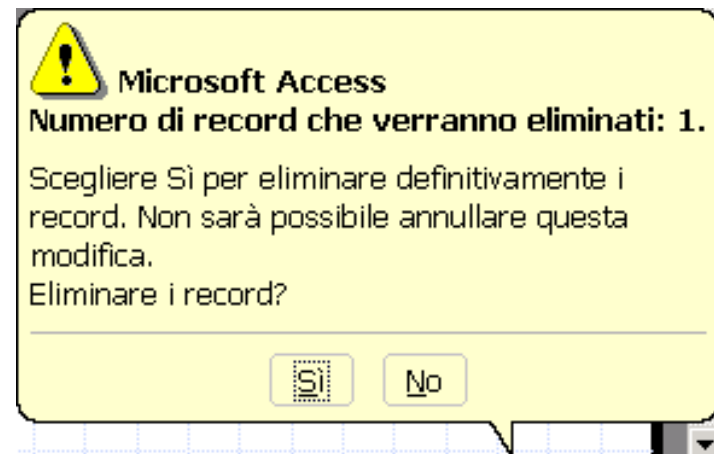 Microsoft Access
Numero di record che verranno eliminati: 1.
Scegliere Sì per eliminare definitivamente i
record. Non sarà possibile annullare questa
modifica.
Eliminare i record?
Sì No